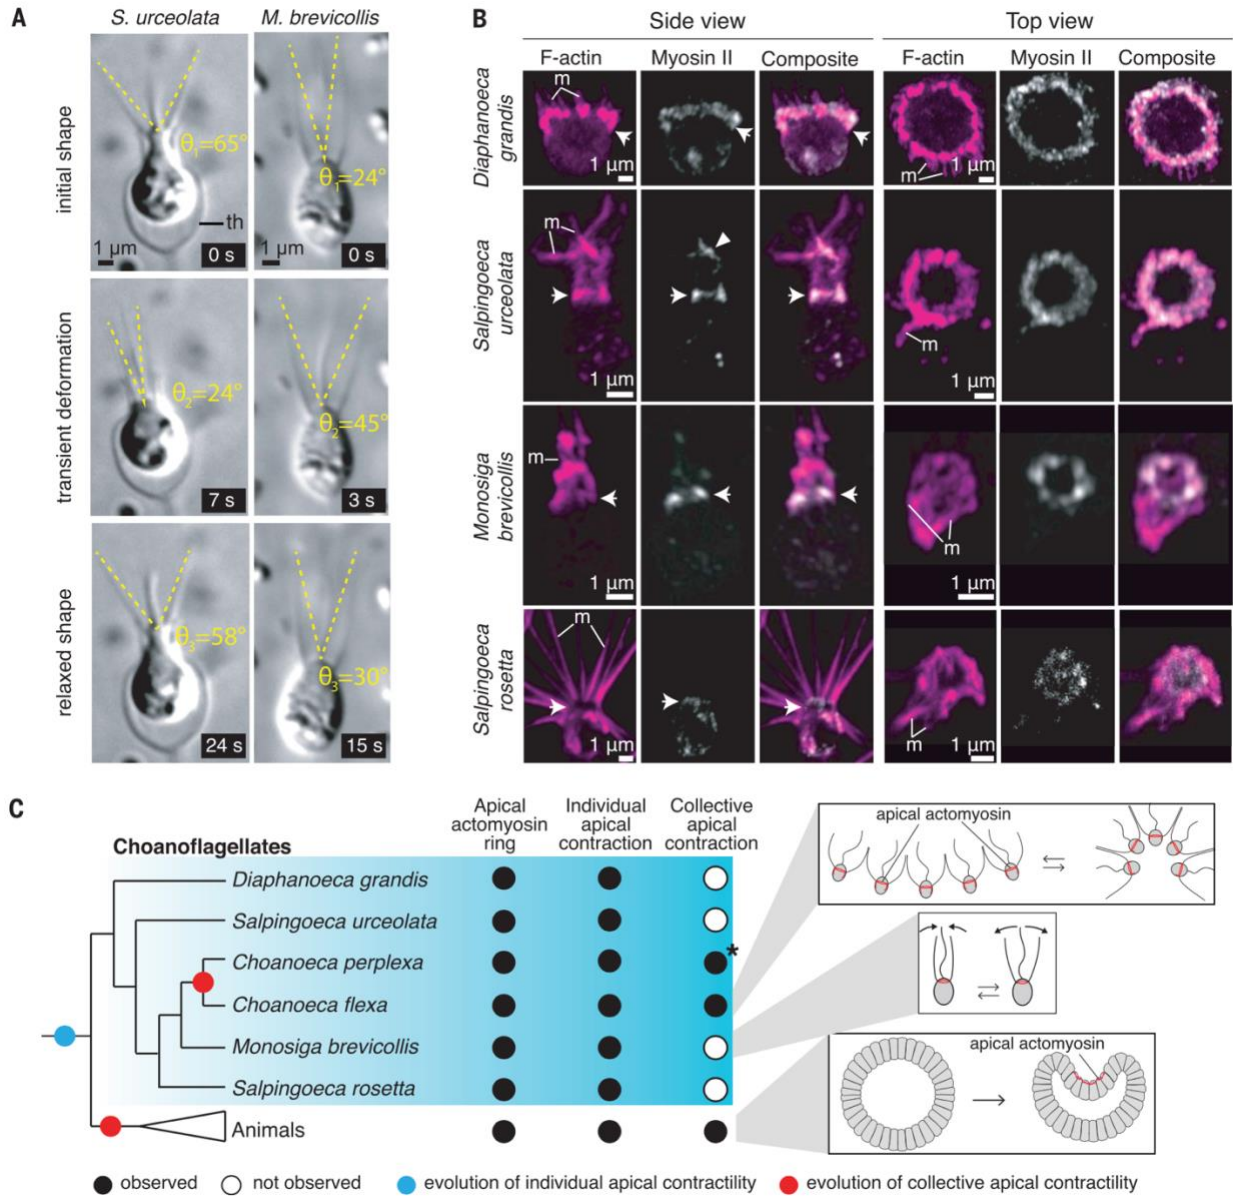 A
S. urceolata
M. brevicollis
initial shape
θ1=65°
θ1=24°
th
1 μm
0 s
0 s
transient deformation
θ2=24°
θ2=45°
7 s
3 s
relaxed shape
θ3=58°
θ3=30°
24 s
15 s
B
Side view
Top view
F-actin
Myosin II
Composite
F-actin
Myosin II
Composite
Diaphanoeca
grandis
m
1 μm
m
1 μm
Salpingoeca
urceolata
m
1 μm
m
1 μm
Monosiga
brevicollis
m
1 μm
m
1 μm
Salpingoeca
rosetta
m
1 μm
m
1 μm
C
Choanoflagellates
Apical
actomyosin
ring
Individual
apical
contraction
Collective
apical
contraction
Diaphanoeca grandis
Salpingoeca urceolata
Choanoeca perplexa
*
Choanoeca flexa
Monosiga brevicollis
Salpingoeca rosetta
Animals
apical actomyosin
apical actomyosin
observed
not observed
evolution of individual apical contractility
evolution of collective apical contractility